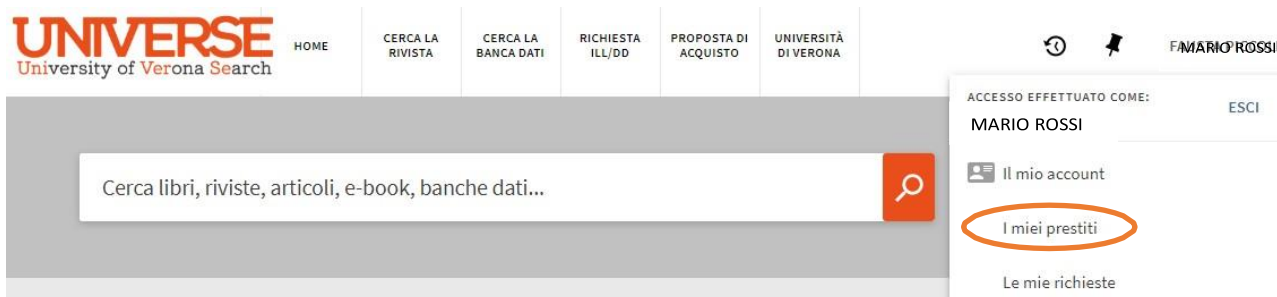 UNIVERSE
University of Verona Search
HOME
CERCA LA
RIVISTA
CERCA LA
BANCA DATI
RICHIESTA
ILL/DD
PROPOSTA DI
ACQUISTO
UNIVERSITÀ
DI VERONA
MARIO ROSSI
ACCESSO EFFETTUATO COME:
ESCI
MARIO ROSSI
Il mio account
Cerca libri, riviste, articoli, e-book, banche dati...
I miei prestiti
Le mie richieste